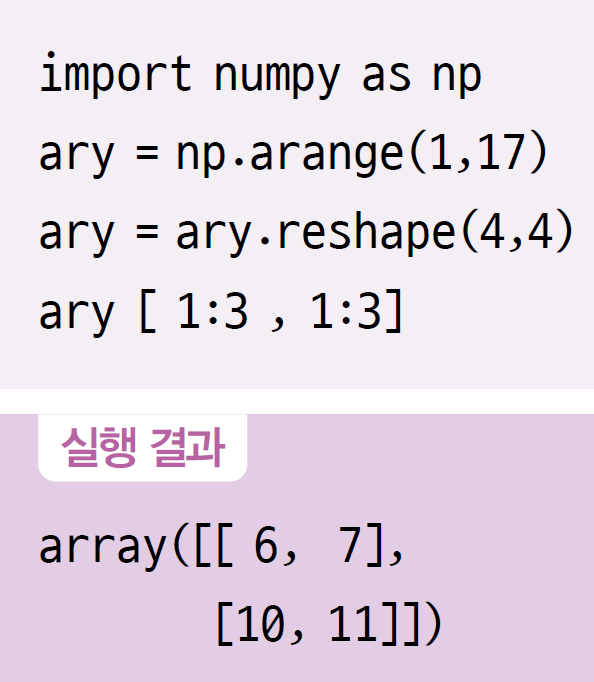 import numpy as np
ary = np.arange(1,17)
ary = ary.reshape(4,4)
ary [ 1:3 , 1:3]
실행 결과
array([[ 6,  7],
       [10, 11]])